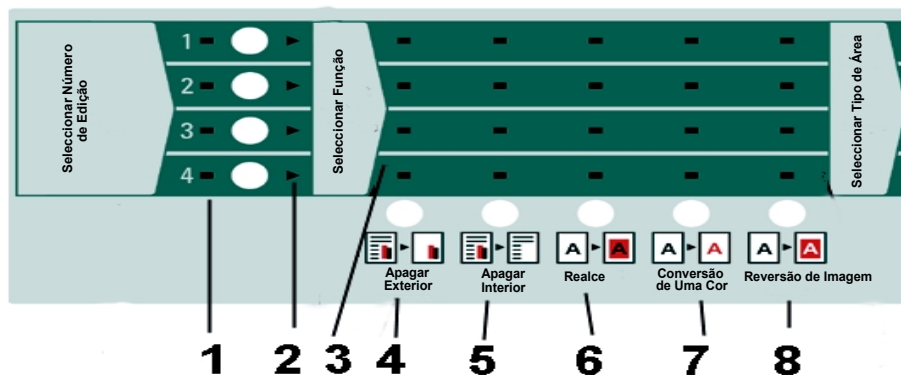 Seleccionar Número
de Edição
1
2
3
4
Seleccionar Função
Seleccionar Tipo de Área
A A
A A
A A
Apagar
Exterior
Apagar
Interior
Realce
Conversão
de Uma Cor
Reversão de Imagem
1 2 3 4 5 6 7 8